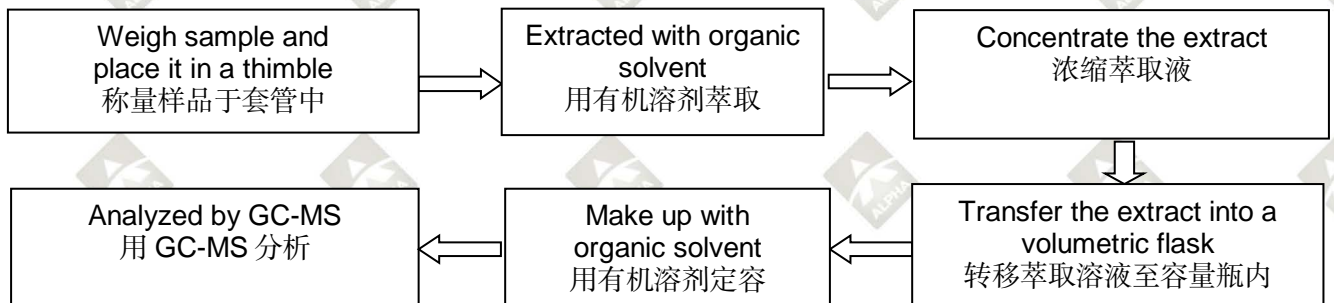 Weigh sample and
place it in a thimble
称量样品于套管中
Extracted with organic
solvent
用有机溶剂萃取
Concentrate the extract
浓缩萃取液
Transfer the extract into a
volumetric flask
转移萃取溶液至容量瓶内
Make up with
organic solvent
用有机溶剂定容
Analyzed by GC-MS
用 GC-MS 分析
ALPHA